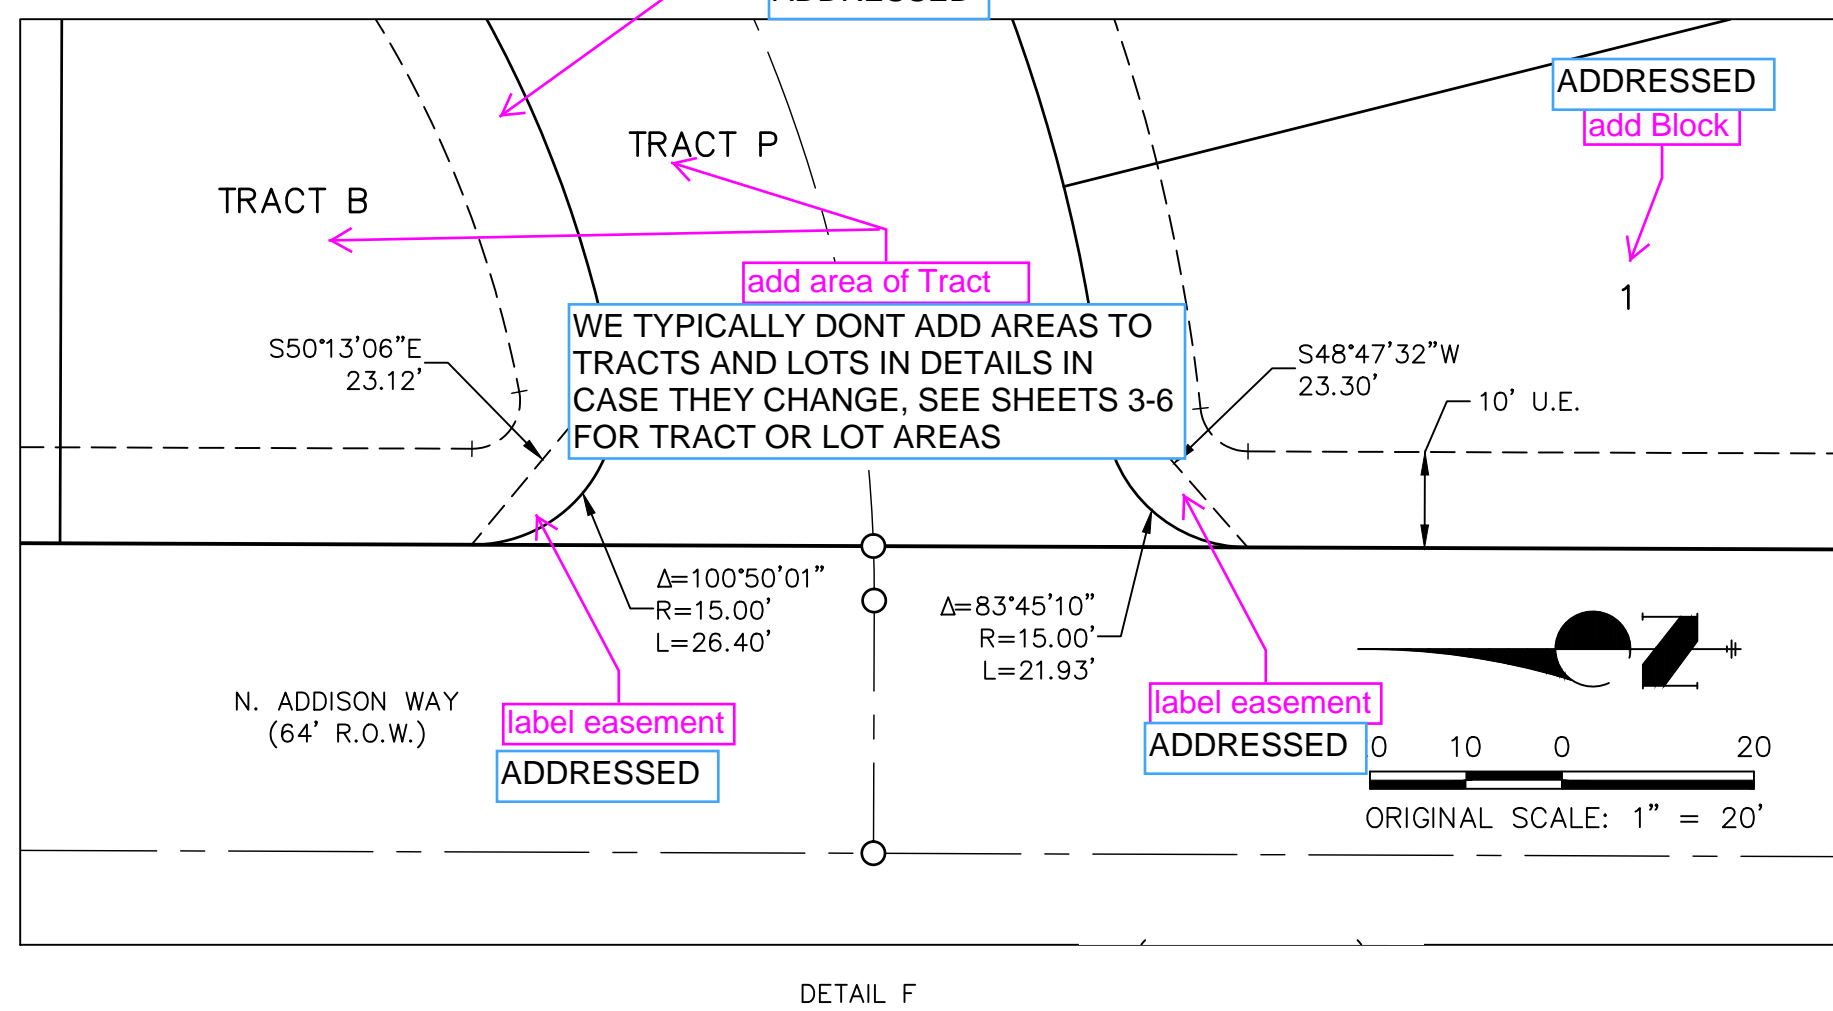 ADDRESSED
ADDRESSED
add Block
TRACT P
TRACT B
add area of Tract
1
WE TYPICALLY DONT ADD AREAS TO
TRACTS AND LOTS IN DETAILS IN
CASE THEY CHANGE, SEE SHEETS 3-6
FOR TRACT OR LOT AREAS
S50°13'06"E
23.12'
S48°47'32"W
23.30'
10' U.E.
Δ=100°50'01"
R=15.00'
L=26.40'
Δ=83°45'10"
R=15.00'
L=21.93'
N
N. ADDISON WAY
(64' R.O.W.)
label easement
ADDRESSED
label easement
ADDRESSED
0 10 0 20
ORIGINAL SCALE: 1" = 20'
DETAIL F